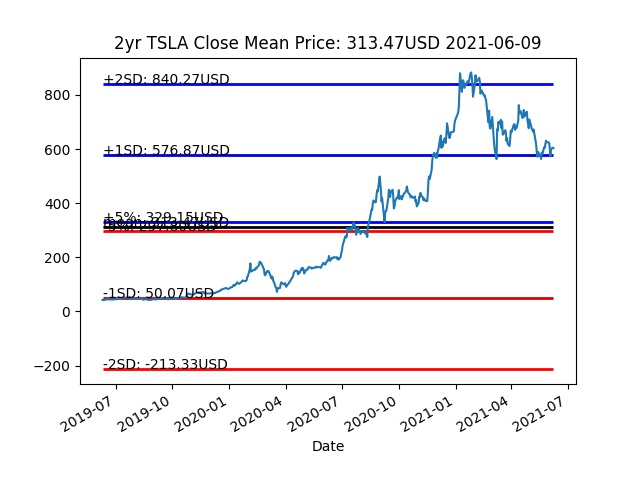 2yr TSLA Close Mean Price: 313.47USD 2021-06-09
+2SD: 840.27USD
+1SD: 576.87USD
+5%: 329.15USD
-1SD: 50.07USD
-2SD: -213.33USD
800
600
400
200
0
−200
2019-07
2019-10
2020-01
2020-04
2020-07
2020-10
2021-01
2021-04
2021-07
Date